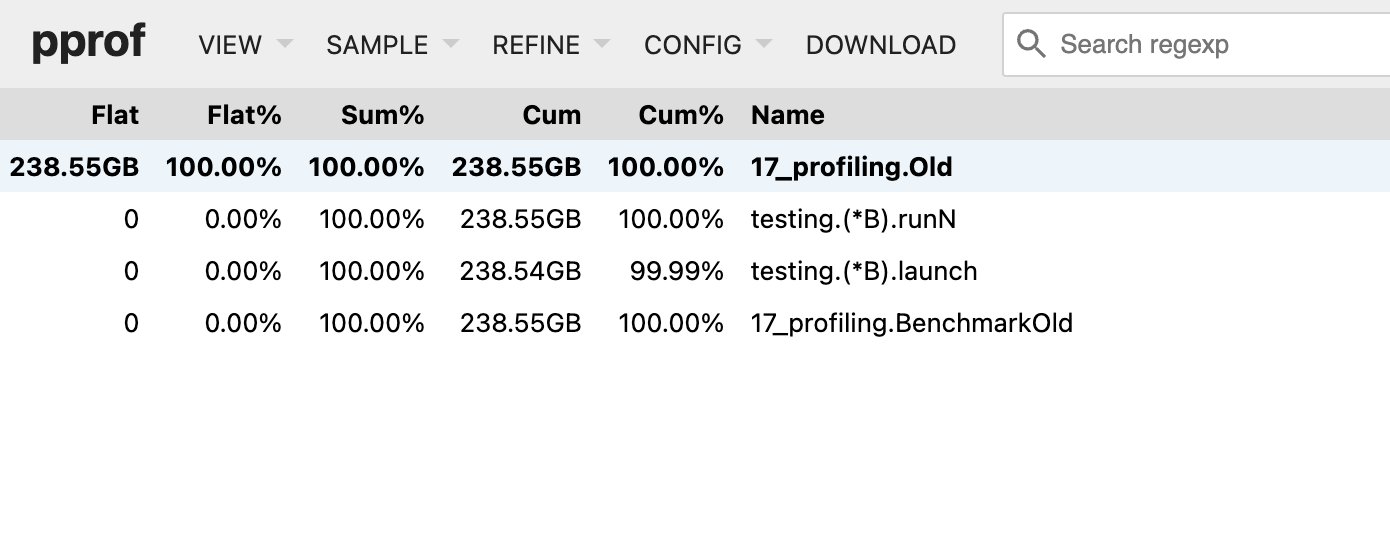 pprof VIEW SAMPLE REFINE CONFIG DOWNLOAD Search regexp
Flat Flat% Sum% Cum Cum% Name
238.55GB 100.00% 100.00% 238.55GB 100.00% 17_profiling.Old
0 0.00% 100.00% 238.55GB 100.00% testing.(*B).runN
0 0.00% 100.00% 238.54GB 99.99% testing.(*B).launch
0 0.00% 100.00% 238.55GB 100.00% 17_profiling.BenchmarkOld